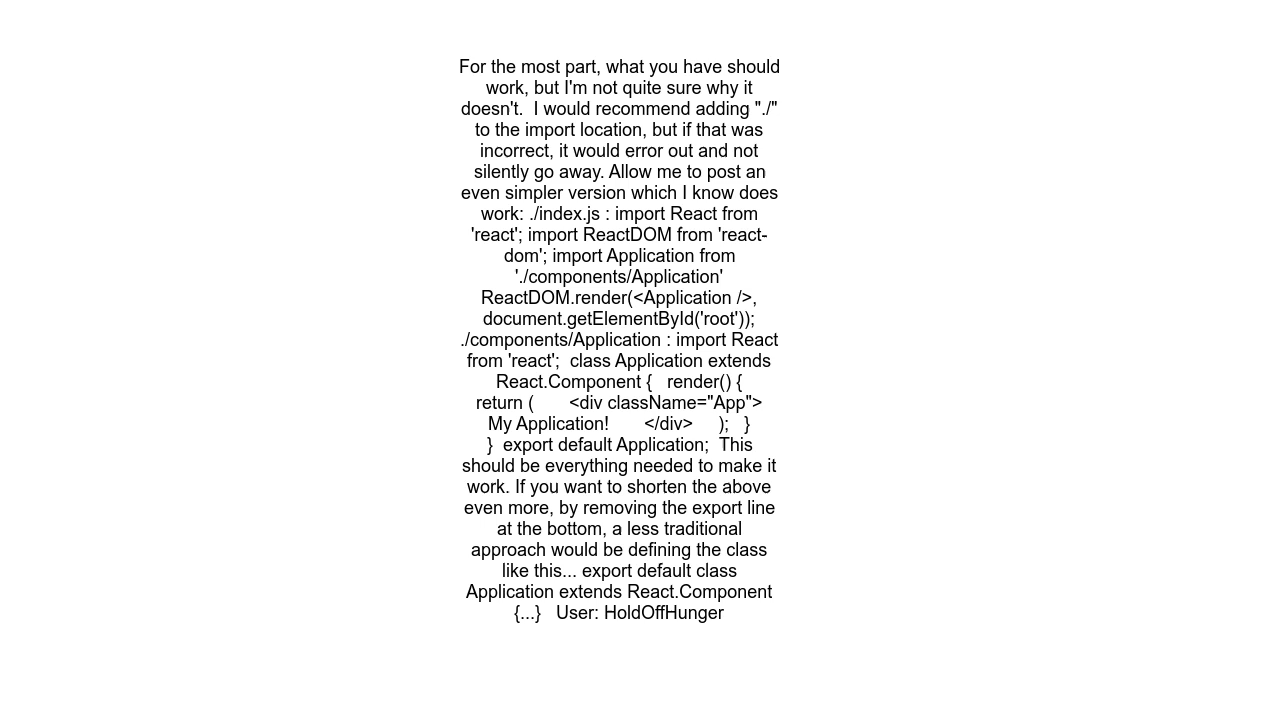 For the most part, what you have should
work, but I'm not quite sure why it
doesn't.  I would recommend adding "./"
to the import location, but if that was
incorrect, it would error out and not
silently go away. Allow me to post an
even simpler version which I know does
work: ./index.js : import React from
'react'; import ReactDOM from 'react-
dom'; import Application from
'./components/Application'
ReactDOM.render(<Application />,
document.getElementById('root'));
./components/Application : import React
from 'react';  class Application extends
React.Component {   render() {
return (       <div className="App">
My Application!       </div>     );   }
}  export default Application;  This
should be everything needed to make it
work. If you want to shorten the above
even more, by removing the export line
at the bottom, a less traditional
approach would be defining the class
like this... export default class
Application extends React.Component
{...}   User: HoldOffHunger